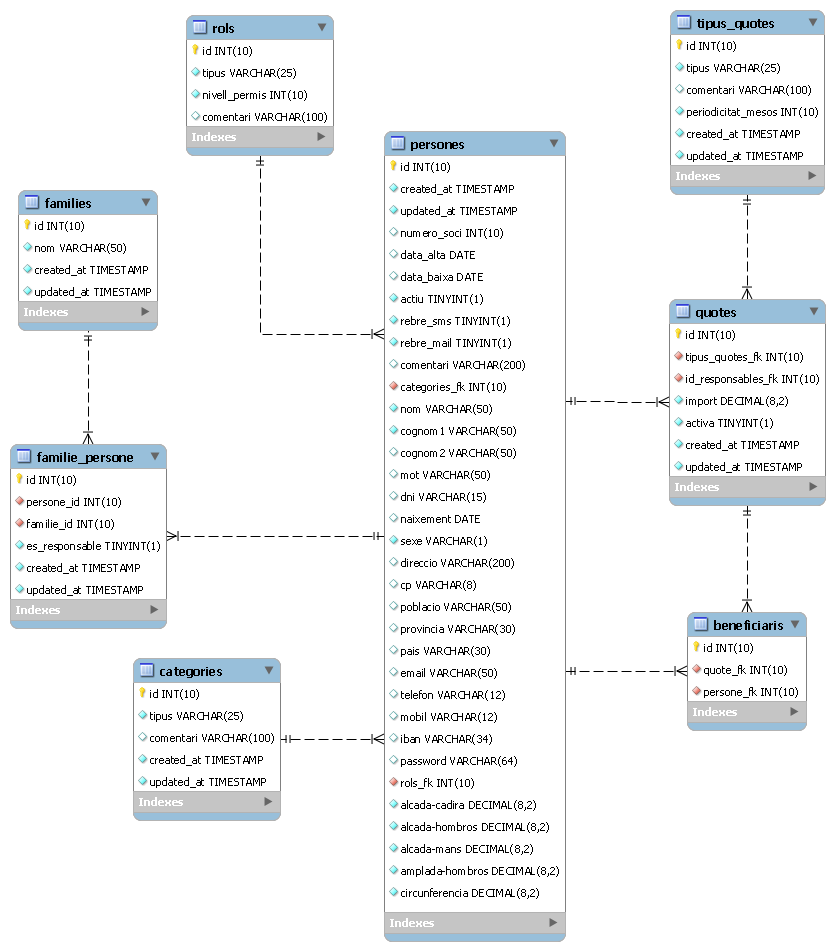 rols
id INT(10)
tipus VARCHAR(25)
nivell_permis INT(10)
comentari VARCHAR(100)
Indexes
tipus_quotes
id INT(10)
tipus VARCHAR(25)
comentari VARCHAR(100)
periodicitat_mesos INT(10)
created_at TIMESTAMP
updated_at TIMESTAMP
Indexes
families
id INT(10)
nom VARCHAR(50)
created_at TIMESTAMP
updated_at TIMESTAMP
Indexes
persones
id INT(10)
created_at TIMESTAMP
updated_at TIMESTAMP
numero_soci INT(10)
data_alta DATE
data_baixa DATE
actiu TINYINT(1)
rebre_sms TINYINT(1)
rebre_mail TINYINT(1)
comentari VARCHAR(200)
categories_fk INT(10)
nom VARCHAR(50)
cognom1 VARCHAR(50)
cognom2 VARCHAR(50)
mot VARCHAR(50)
dni VARCHAR(15)
naixement DATE
sexe VARCHAR(1)
direccio VARCHAR(200)
cp VARCHAR(8)
poblacio VARCHAR(50)
provincia VARCHAR(30)
pais VARCHAR(30)
email VARCHAR(50)
telefon VARCHAR(12)
mobil VARCHAR(12)
iban VARCHAR(34)
password VARCHAR(64)
rols_fk INT(10)
alcada-cadira DECIMAL(8,2)
alcada-hombros DECIMAL(8,2)
alcada-mans DECIMAL(8,2)
amplada-hombros DECIMAL(8,2)
circunferencia DECIMAL(8,2)
Indexes
quotes
id INT(10)
tipus_quotes_fk INT(10)
id_responsables_fk INT(10)
import DECIMAL(8,2)
activa TINYINT(1)
created_at TIMESTAMP
updated_at TIMESTAMP
Indexes
familie_persone
id INT(10)
persone_id INT(10)
familie_id INT(10)
es_responsable TINYINT(1)
created_at TIMESTAMP
updated_at TIMESTAMP
Indexes
beneficiaris
id INT(10)
quote_fk INT(10)
persone_fk INT(10)
Indexes
categories
id INT(10)
tipus VARCHAR(25)
comentari VARCHAR(100)
created_at TIMESTAMP
updated_at TIMESTAMP
Indexes